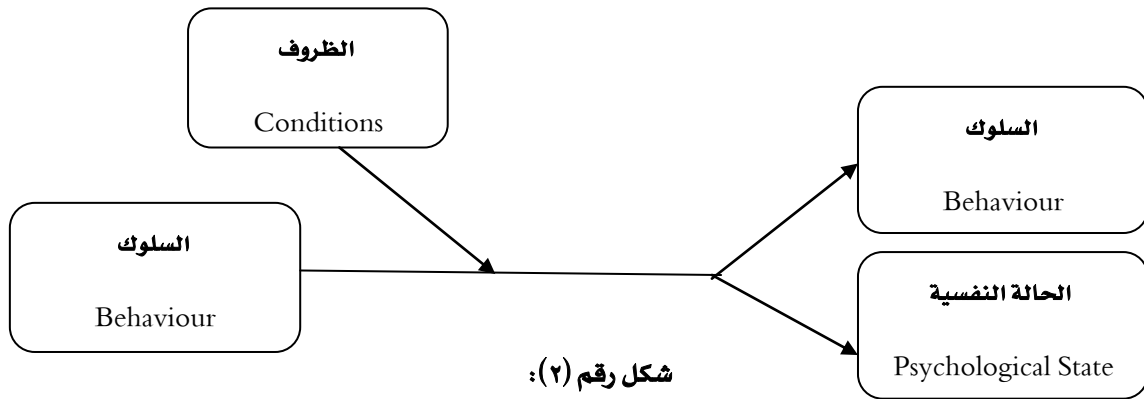 الظروف
Conditions
السلوك
Behaviour
السلوك
Behaviour
الحالة النفسية
Psychological State
شكل رقم (٢):